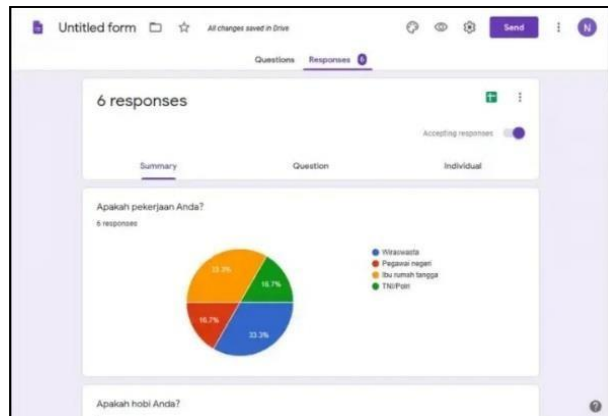 Untitled form
All changes saved in Drive
Send
N
Questions Responses 6
6 responses
Accepting responses
Summary Question Individual
Apakah pekerjaan Anda?
6 responses
33.3%
16.7%
16.7%
33.3%
Wiraswasta
Pegawai negeri
Ibu rumah tangga
TNI/Polri
Apakah hobi Anda?